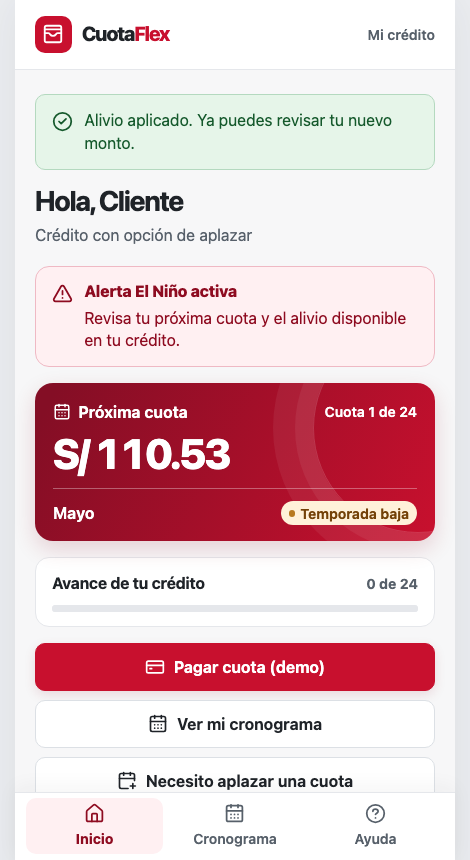 CuotaFlex
Mi crédito
Alivio aplicado. Ya puedes revisar tu nuevo
monto.
Hola, Cliente
Crédito con opción de aplazar
Alerta El Niño activa
Revisa tu próxima cuota y el alivio disponible
en tu crédito.
Próxima cuota
Cuota 1 de 24
S/ 110.53
Mayo
Temporada baja
Avance de tu crédito
0 de 24
Pagar cuota (demo)
Ver mi cronograma
Necesito aplazar una cuota
Inicio
Cronograma
Ayuda